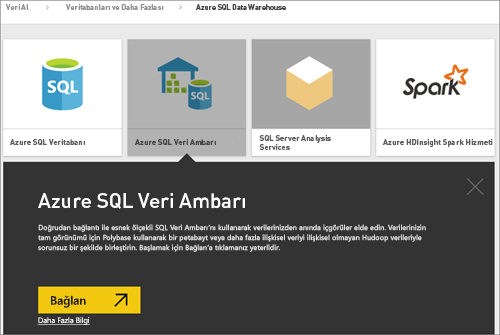 Veri Al > Veritabanları ve Daha Fazlası > Azure SQL Data Warehouse
SQL
SQL
Spark
Azure SQL Veritabanı
Azure SQL Veri Ambarı
SQL Server Analysis
Services
Azure HDInsight Spark Hizmeti
Azure SQL Veri Ambarı
Doğrudan bağlantı ile esnek ölçekli SQL Veri Ambarı'nı kullanarak verilerinizden anında içgörüler elde edin. Verilerinizin
tam görünümü için Polybase kullanarak bir petabayt veya daha fazla ilişkisel veriyi ilişkisel olmayan Hudoop verileriyle
sorunsuz bir şekilde birleştirin. Başlamak için Bağlan'a tıklamanız yeterlidir.
Bağlan
Daha Fazla Bilgi